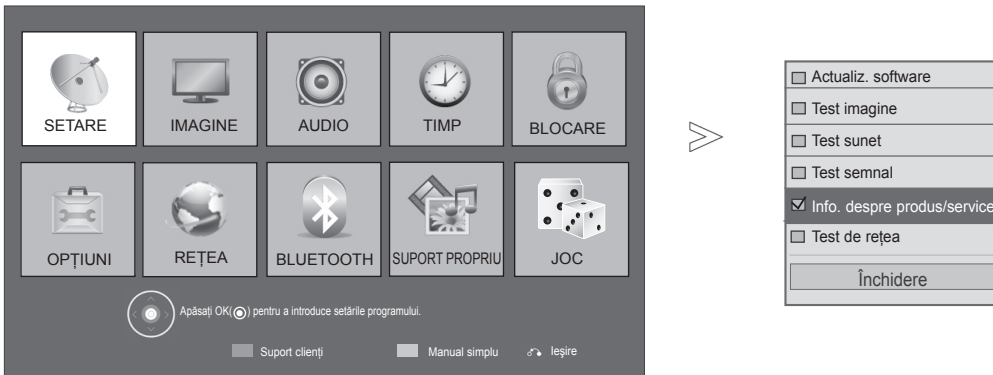 SETARE IMAGINE AUDIO TIMP BLOCARE
OPȚIUNI REȚEA BLUETOOTH SUPORT PROPRIU JOC
Apăsați OK(◉) pentru a introduce setările programului.
Suport clienți Manual simplu Ieșire
Actualiz. software
Test imagine
Test sunet
Test semnal
Info. despre produs/service
Test de rețea
Închidere